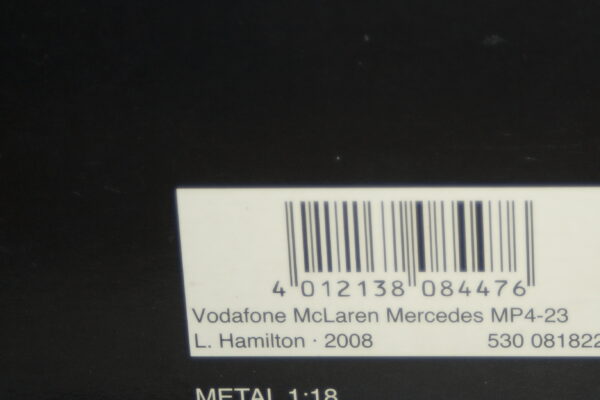 4 012138 084476
Vodafone McLaren Mercedes MP4-23
L. Hamilton · 2008 530 081822
METAL 1:18